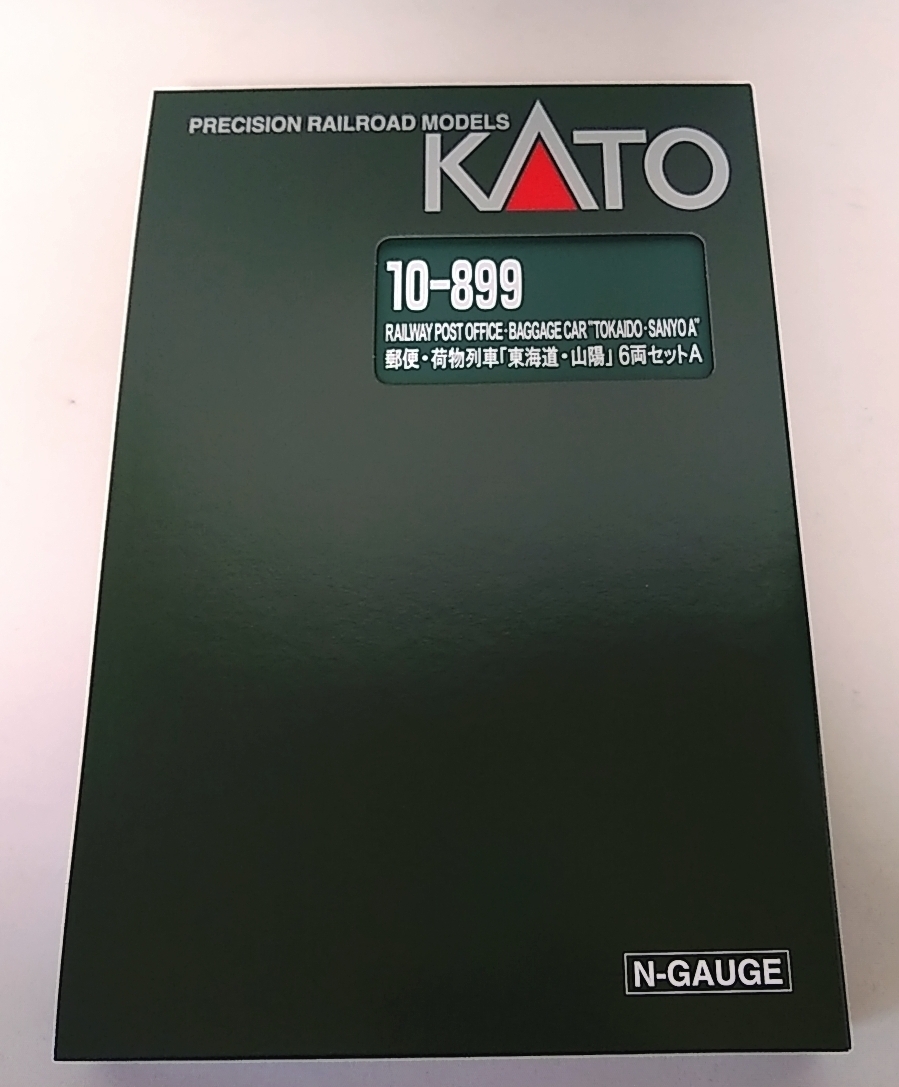 PRECISION RAILROAD MODELS
KATO
10-899
RAILWAY POST OFFICE·BAGGAGE CAR "TOKAIDO·SANYO A"
郵便・荷物列車「東海道・山陽」 6両セットA
N-GAUGE